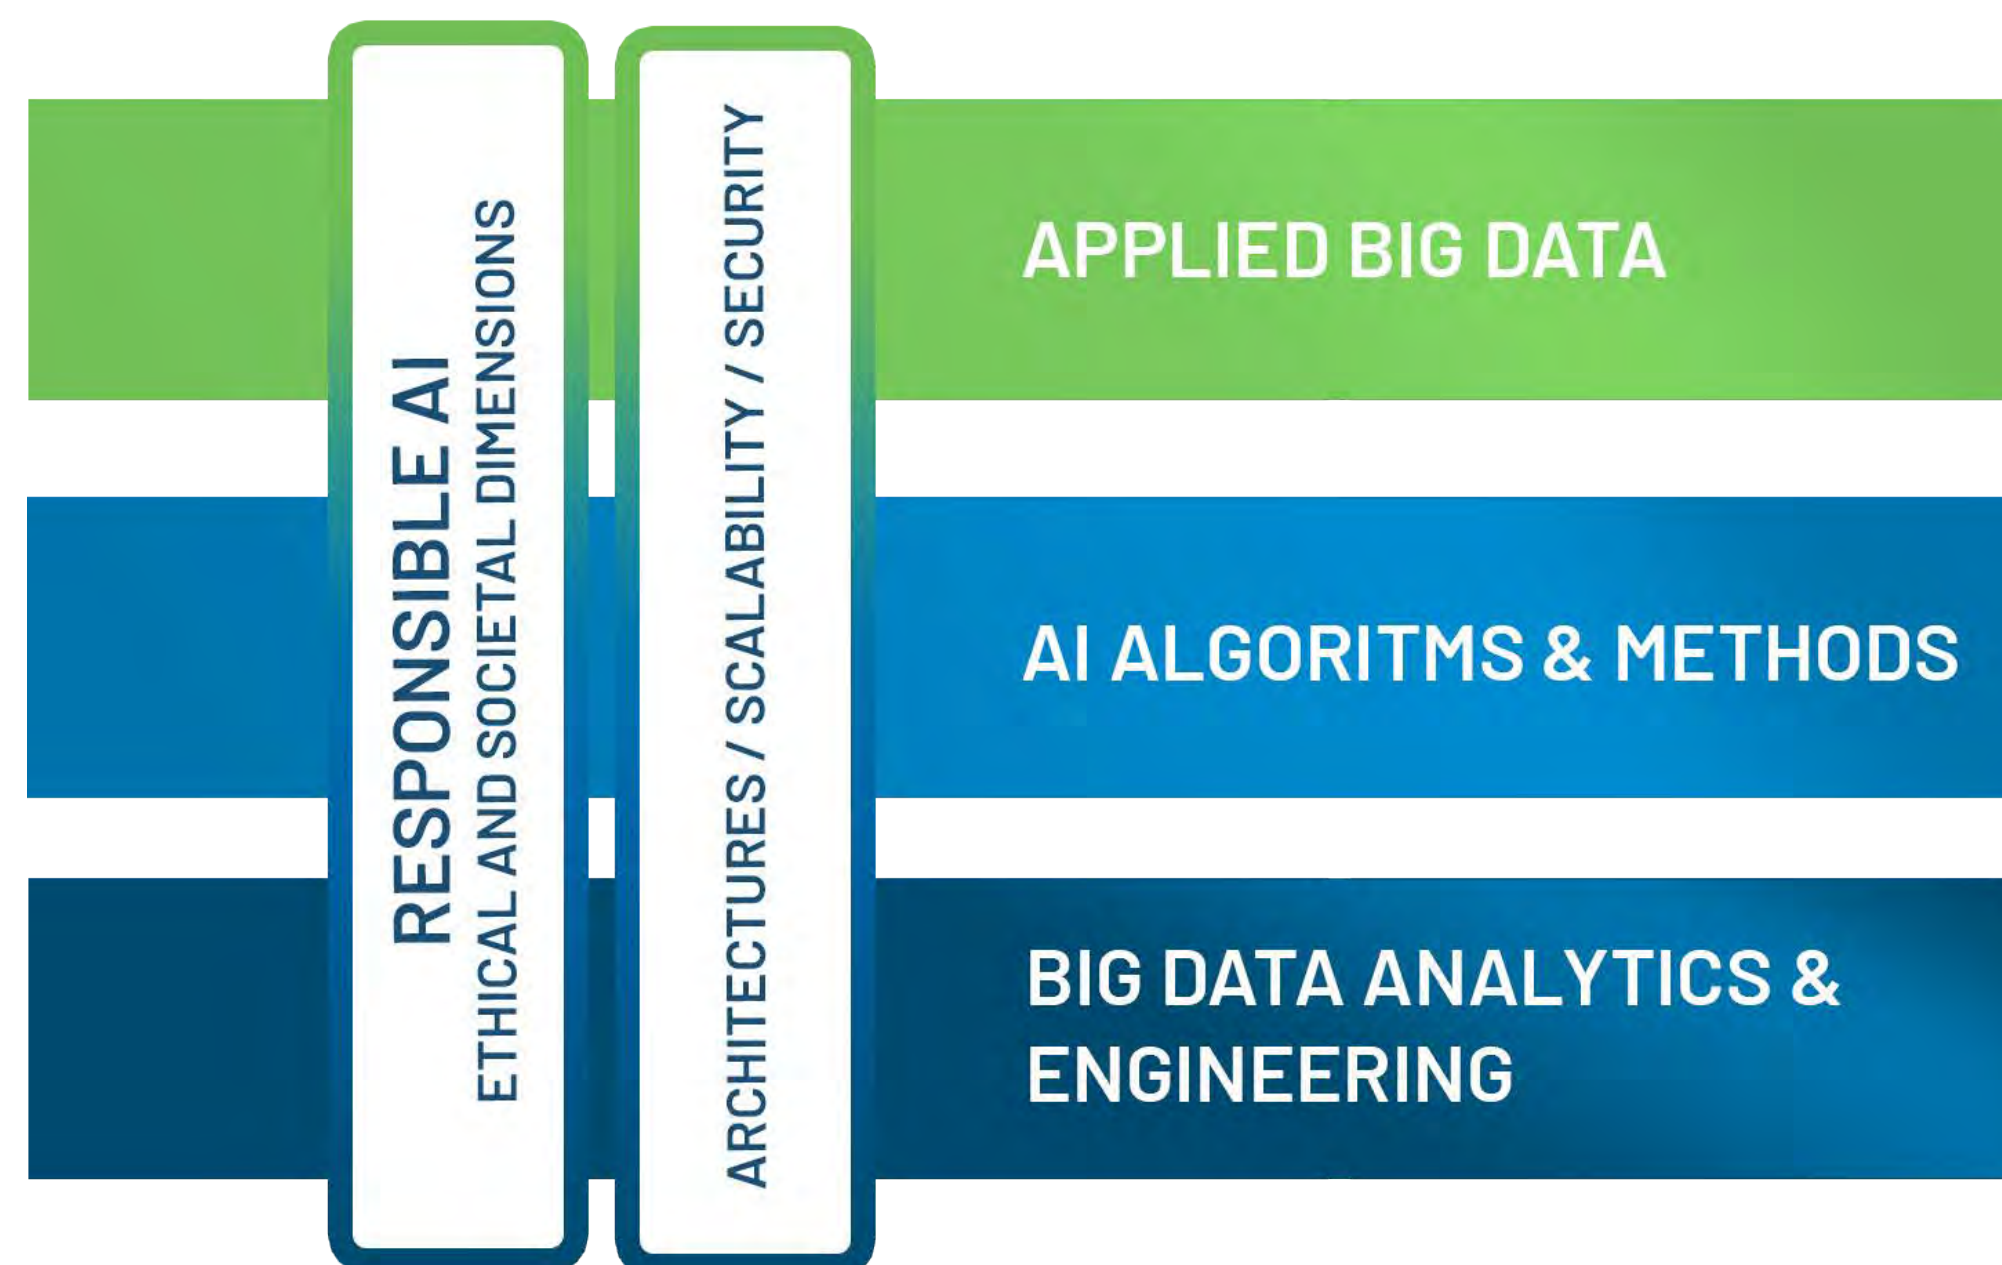 RESPONSIBLE AI
ETHICAL AND SOCIETAL DIMENSIONS
ARCHITECTURES / SCALABILITY / SECURITY
APPLIED BIG DATA
AI ALGORITMS & METHODS
BIG DATA ANALYTICS &
ENGINEERING